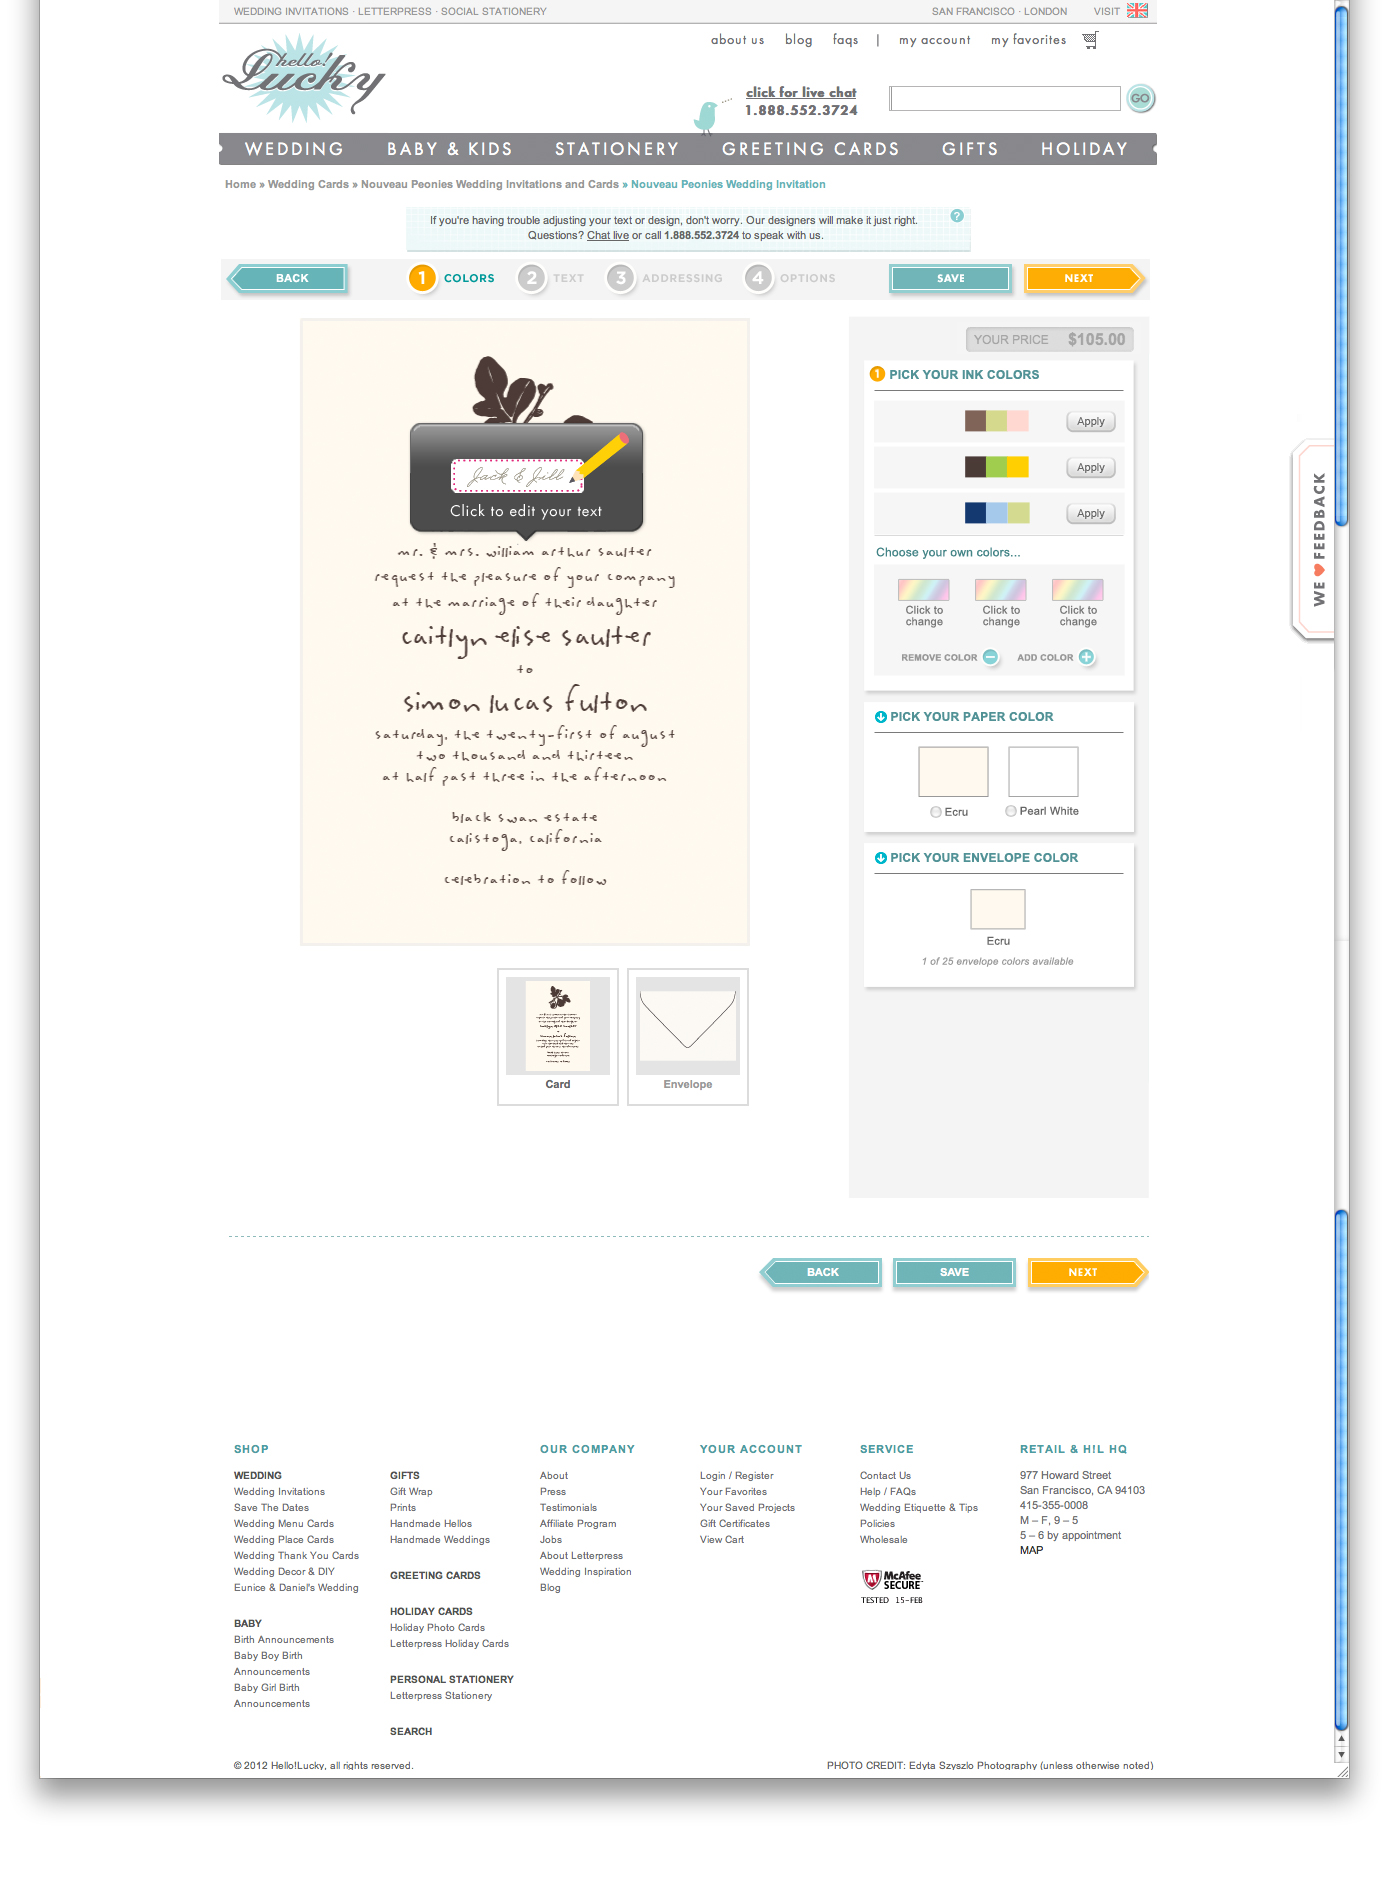 WEDDING INVITATIONS · LETTERPRESS · SOCIAL STATIONERY
SAN FRANCISCO · LONDON VISIT
about us blog faqs | my account my favorites
hello!
Lucky
click for live chat
1.888.552.3724
GO
WEDDING BABY & KIDS STATIONERY GREETING CARDS GIFTS HOLIDAY
Home » Wedding Cards » Nouveau Peonies Wedding Invitations and Cards » Nouveau Peonies Wedding Invitation
If you're having trouble adjusting your text or design, don't worry. Our designers will make it just right.
?
Questions? Chat live or call 1.888.552.3724 to speak with us.
BACK 1 COLORS 2 TEXT 3 ADDRESSING 4 OPTIONS SAVE NEXT
Jack & Jill
Click to edit your text
mr. & mrs. william arthur saulter
request the pleasure of your company
at the marriage of their daughter
caitlyn elise saulter
to
simon lucas fulton
saturday, the twenty-first of august
two thousand and thirteen
at half past three in the afternoon
black swan estate
calistoga, california
celebration to follow
Card
Envelope
YOUR PRICE $105.00
1 PICK YOUR INK COLORS
Apply
Apply
Apply
Choose your own colors...
Click to change
Click to change
Click to change
REMOVE COLOR ADD COLOR
PICK YOUR PAPER COLOR
Ecru
Pearl White
PICK YOUR ENVELOPE COLOR
Ecru
1 of 25 envelope colors available
WE ♥ FEEDBACK
BACK SAVE NEXT
SHOP
WEDDING
Wedding Invitations
Save The Dates
Wedding Menu Cards
Wedding Place Cards
Wedding Thank You Cards
Wedding Decor & DIY
Eunice & Daniel's Wedding
BABY
Birth Announcements
Baby Boy Birth
Announcements
Baby Girl Birth
Announcements
GIFTS
Gift Wrap
Prints
Handmade Hellos
Handmade Weddings
GREETING CARDS
HOLIDAY CARDS
Holiday Photo Cards
Letterpress Holiday Cards
PERSONAL STATIONERY
Letterpress Stationery
SEARCH
OUR COMPANY
About
Press
Testimonials
Affiliate Program
Jobs
About Letterpress
Wedding Inspiration
Blog
YOUR ACCOUNT
Login / Register
Your Favorites
Your Saved Projects
Gift Certificates
View Cart
SERVICE
Contact Us
Help / FAQs
Wedding Etiquette & Tips
Policies
Wholesale
McAfee
SECURE
TESTED 15-FEB
RETAIL & H!L HQ
977 Howard Street
San Francisco, CA 94103
415-355-0008
M – F, 9 – 5
5 – 6 by appointment
MAP
© 2012 Hello!Lucky, all rights reserved.
PHOTO CREDIT: Edyta Szyszlo Photography (unless otherwise noted)